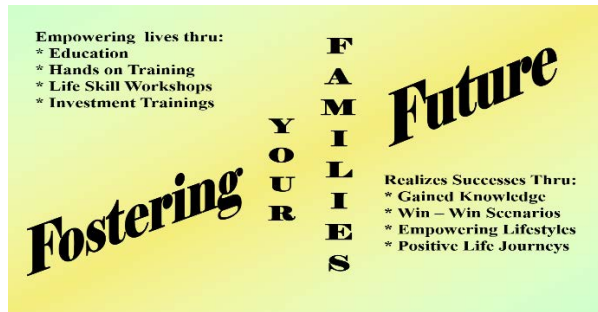 Empowering lives thru:
* Education
* Hands on Training
* Life Skill Workshops
* Investment Trainings
Fostering
YOUR
FAMILIES
Future
Realizes Successes Thru:
* Gained Knowledge
* Win – Win Scenarios
* Empowering Lifestyles
* Positive Life Journeys